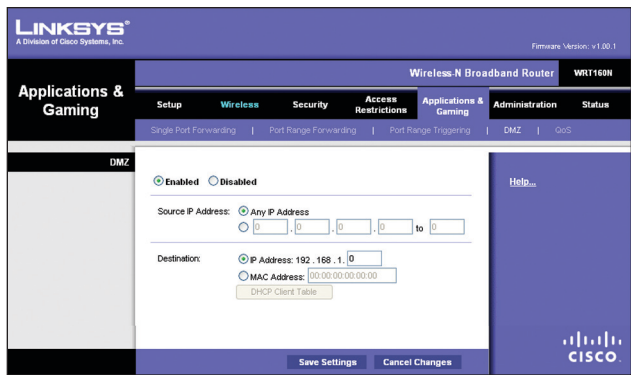 LINKSYS®
A Division of Cisco Systems, Inc.
Firmware Version: v1.00.1
Wireless-N Broadband Router WRT160N
Applications & Gaming
Setup Wireless Security Access Restrictions Applications & Gaming Administration Status
Single Port Forwarding | Port Range Forwarding | Port Range Triggering | DMZ | QoS
DMZ
Enabled Disabled
Help...
Source IP Address: Any IP Address
0 . 0 . 0 . 0 to 0
Destination: IP Address: 192 . 168 . 1. 0
MAC Address: 00:00:00:00:00:00
DHCP Client Table
Save Settings Cancel Changes
CISCO.